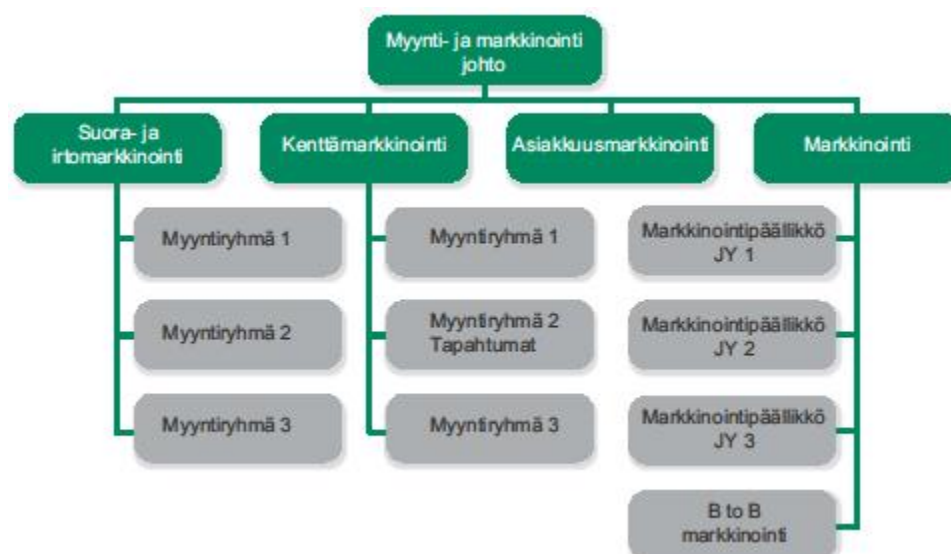 Myynti- ja markkinointi
johto
Suora- ja
irtomarkkinointi
Kenttämarkkinointi
Asiakkuusmarkkinointi
Markkinointi
Myyntiryhmä 1
Myyntiryhmä 1
Markkinointipäällikkö
JY 1
Myyntiryhmä 2
Myyntiryhmä 2
Tapahtumat
Markkinointipäällikkö
JY 2
Myyntiryhmä 3
Myyntiryhmä 3
Markkinointipäällikkö
JY 3
B to B
markkinointi